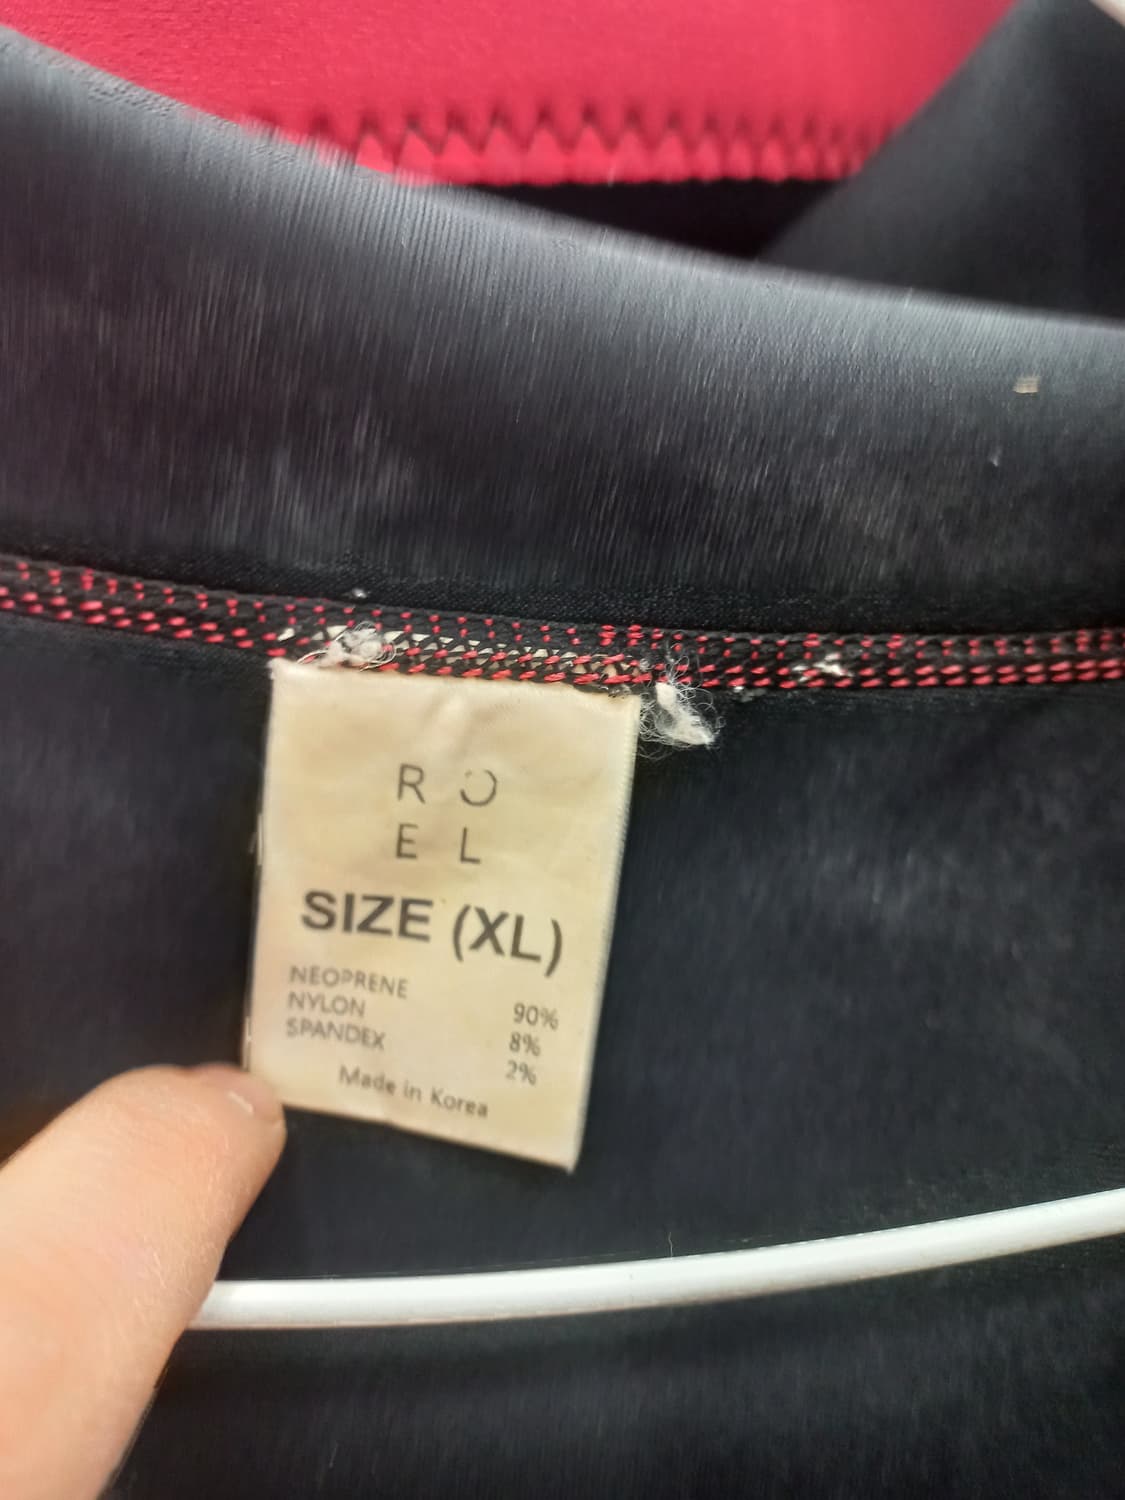 R O
E L
SIZE (XL)
NEOPRENE 90%
NYLON 8%
SPANDEX 2%
Made in Korea